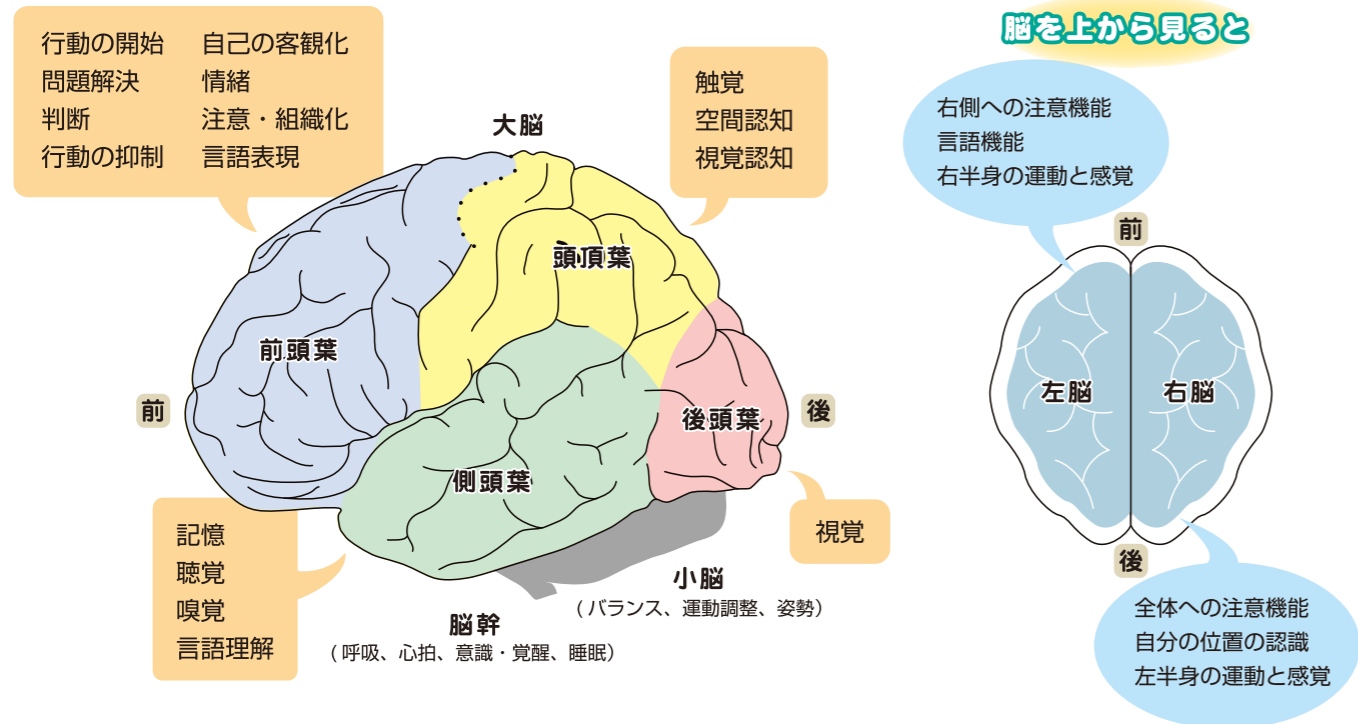 行動の開始 自己の客観化
問題解決 情緒
判断 注意・組織化
行動の抑制 言語表現
大脳
触覚
空間認知
視覚認知
頭頂葉
前頭葉
前
後頭葉
後
側頭葉
記憶
聴覚
嗅覚
言語理解
視覚
小脳
(バランス、運動調整、姿勢)
脳幹
(呼吸、心拍、意識・覚醒、睡眠)
脳を上から見ると
右側への注意機能
言語機能
右半身の運動と感覚
前
左脳 右脳
後
全体への注意機能
自分の位置の認識
左半身の運動と感覚